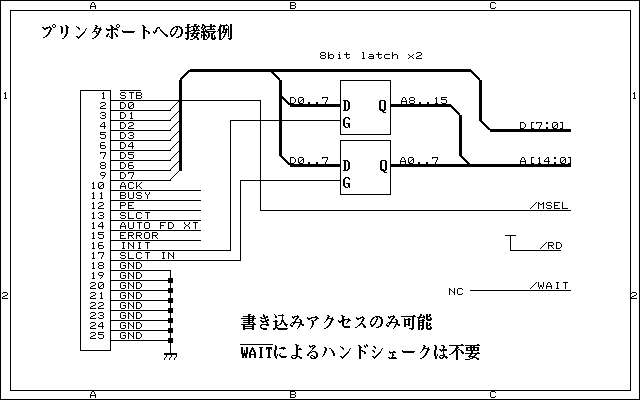 A B C
プリンタポートへの接続例
8bit latch x2
1 1
1 STB
2 D0
3 D1
4 D2
5 D3
6 D4
7 D5
8 D6
9 D7
10 ACK
11 BUSY
12 PE
13 SLCT
14 AUTO FD XT
15 ERROR
16 INIT
17 SLCT IN
18 GND
19 GND
20 GND
21 GND
22 GND
23 GND
24 GND
25 GND
D0..7 D Q A8..15
G
D[7:0]
D0..7 D Q A0..7 A[14:0]
G
/MSEL
/RD
NC /WAIT
2 2
書き込みアクセスのみ可能
WAITによるハンドシェークは不要
A B C